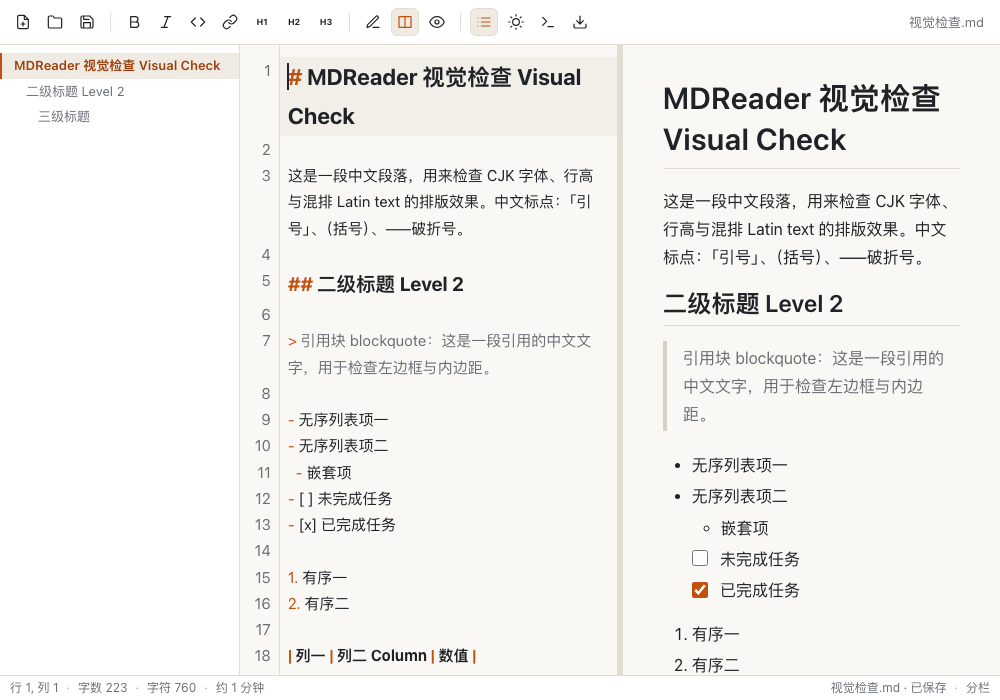 B I <> H1 H2 H3 视觉检查.md
MDReader 视觉检查 Visual Check
二级标题 Level 2
三级标题
1 # MDReader 视觉检查 Visual
Check
2
3 这是一段中文段落，用来检查 CJK 字体、行高
与混排 Latin text 的排版效果。中文标点：「引
号」、（括号）、——破折号。
4
5 ## 二级标题 Level 2
6
7 > 引用块 blockquote：这是一段引用的中文文
字，用于检查左边框与内边距。
8
9 - 无序列表项一
10 - 无序列表项二
11 - 嵌套项
12 - [ ] 未完成任务
13 - [x] 已完成任务
14
15 1. 有序一
16 2. 有序二
17
18 | 列一 | 列二 Column | 数值 |
MDReader 视觉检查
Visual Check
这是一段中文段落，用来检查 CJK 字体、
行高与混排 Latin text 的排版效果。中文
标点：「引号」、（括号）、——破折号。
二级标题 Level 2
引用块 blockquote：这是一段引用的
中文文字，用于检查左边框与内边
距。
• 无序列表项一
• 无序列表项二
◦ 嵌套项
未完成任务
已完成任务
1. 有序一
2. 有序二
行 1, 列 1 · 字数 223 · 字符 760 · 约 1 分钟 视觉检查.md · 已保存 · 分栏